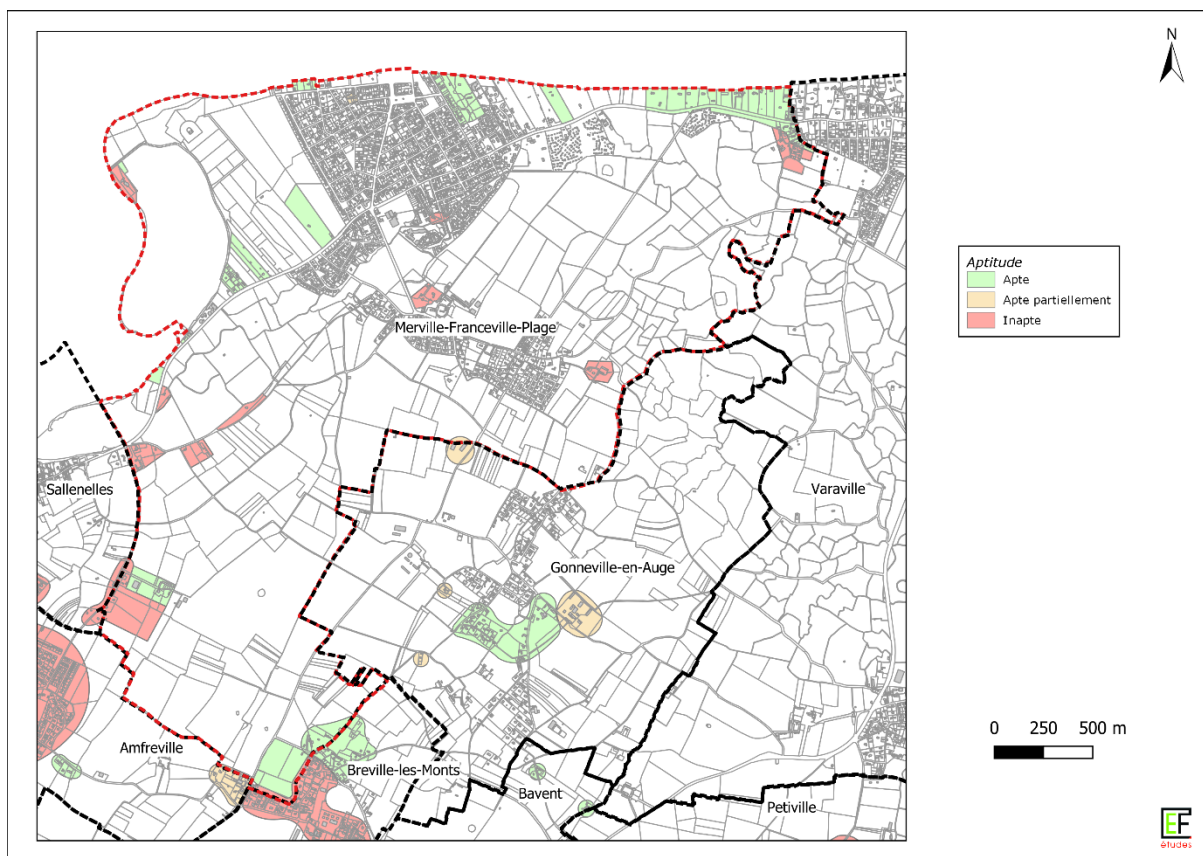 N
Aptitude
Apte
Apte partiellement
Inapte
Merville-Franceville-Plage
Sallenelles
Varaville
Gonneville-en-Auge
Amfreville
Breville-les-Monts
Bavent
Petiville
0 250 500 m
EF
études